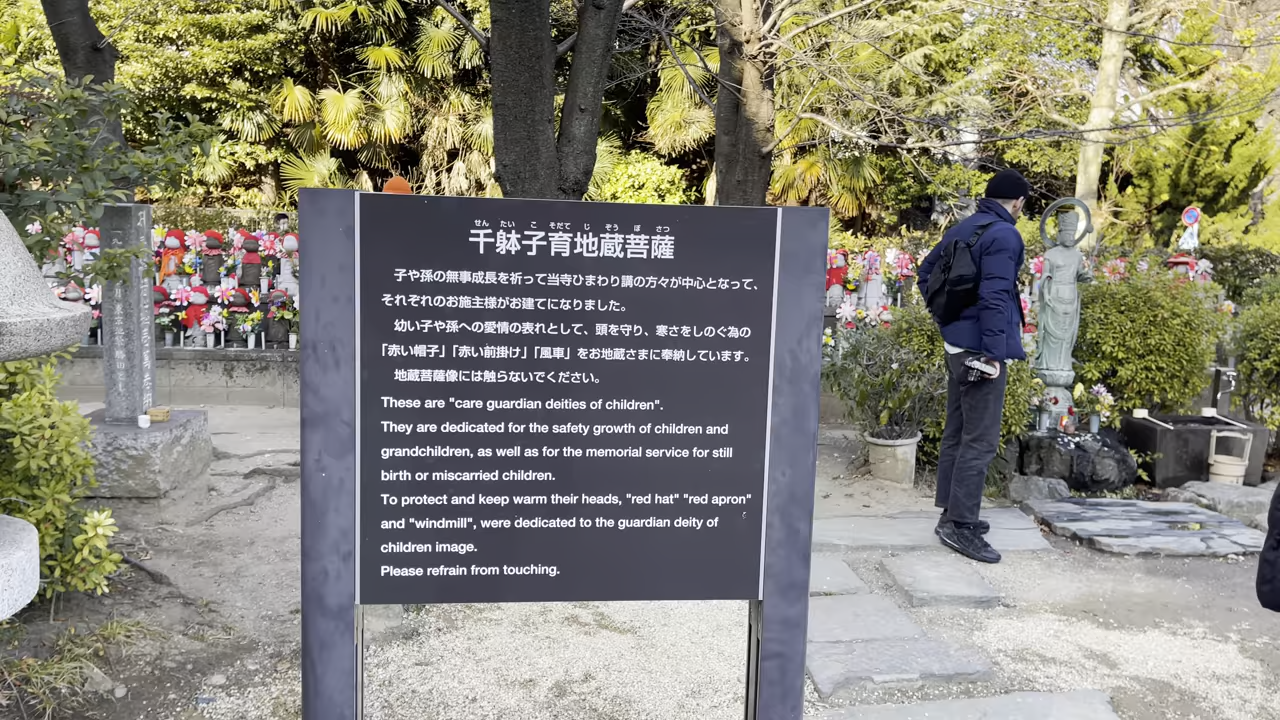 せん たい こ そだて じ ぞう ぼ さつ
千躰子育地蔵菩薩
子や孫の無事成長を祈って当寺ひまわり講の方々が中心となって、
それぞれのお施主様がお建てになりました。
幼い子や孫への愛情の表れとして、頭を守り、寒さをしのぐ為の
「赤い帽子」「赤い前掛け」「風車」をお地蔵さまに奉納しています。
地蔵菩薩像には触らないでください。
These are "care guardian deities of children".
They are dedicated for the safety growth of children and
grandchildren, as well as for the memorial service for still
birth or miscarried children.
To protect and keep warm their heads, "red hat" "red apron"
and "windmill", were dedicated to the guardian deity of
children image.
Please refrain from touching.